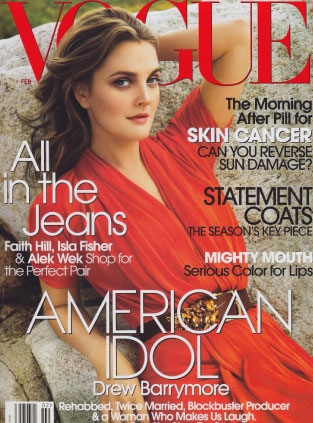 VOGUE
FEB
The Morning
After Pill for
SKIN CANCER
CAN YOU REVERSE
SUN DAMAGE?
All
in the
Jeans
Faith Hill, Isla Fisher
& Alek Wek Shop for
the Perfect Pair
STATEMENT
COATS
THE SEASON'S KEY PIECE
MIGHTY MOUTH
Serious Color for Lips
AMERICAN
IDOL
Drew Barrymore
Rehabbed, Twice Married, Blockbuster Producer
& a Woman Who Makes Us Laugh.